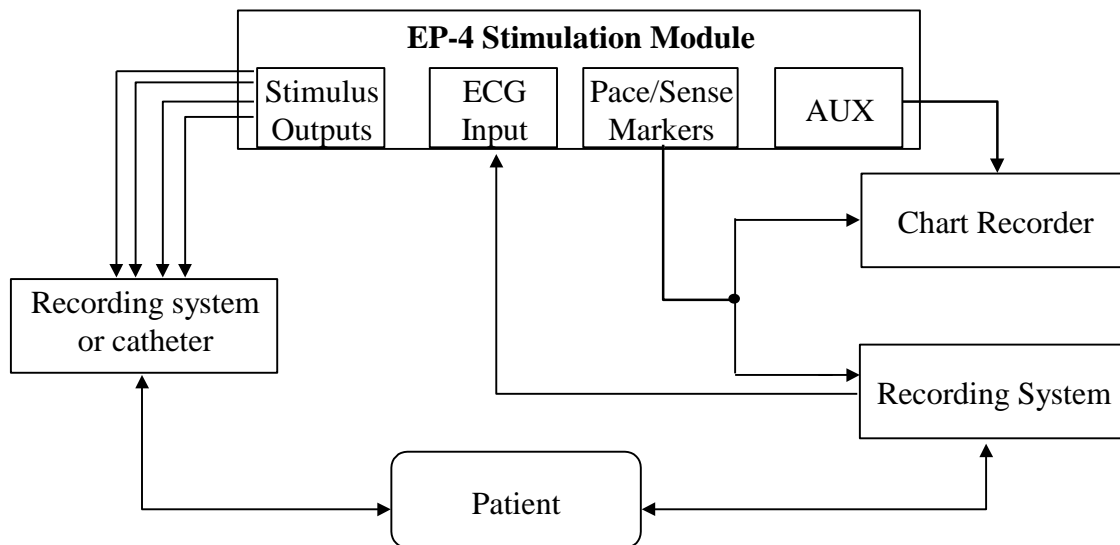 EP-4 Stimulation Module
Stimulus
Outputs
ECG
Input
Pace/Sense
Markers
AUX
Chart Recorder
Recording system
or catheter
Recording System
Patient